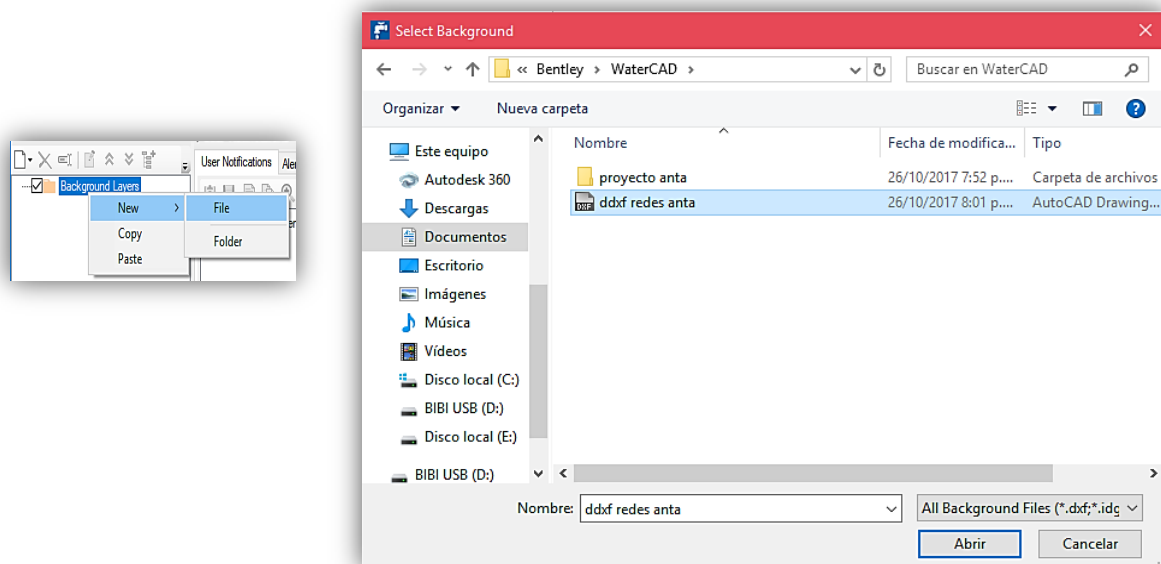 User Notifications Aler
Background Layers
New > File
Copy
Folder
Paste
Select Background
« Bentley > WaterCAD >
Buscar en WaterCAD
Organizar Nueva carpeta
Nombre Fecha de modifica... Tipo
Este equipo
Autodesk 360
Descargas
Documentos
Escritorio
Imágenes
Música
Vídeos
Disco local (C:)
BIBI USB (D:)
Disco local (E:)
BIBI USB (D:)
proyecto anta 26/10/2017 7:52 p.... Carpeta de archivos
DXF ddxf redes anta 26/10/2017 8:01 p.... AutoCAD Drawing...
Nombre: ddxf redes anta All Background Files (*.dxf;*.idg
Abrir Cancelar